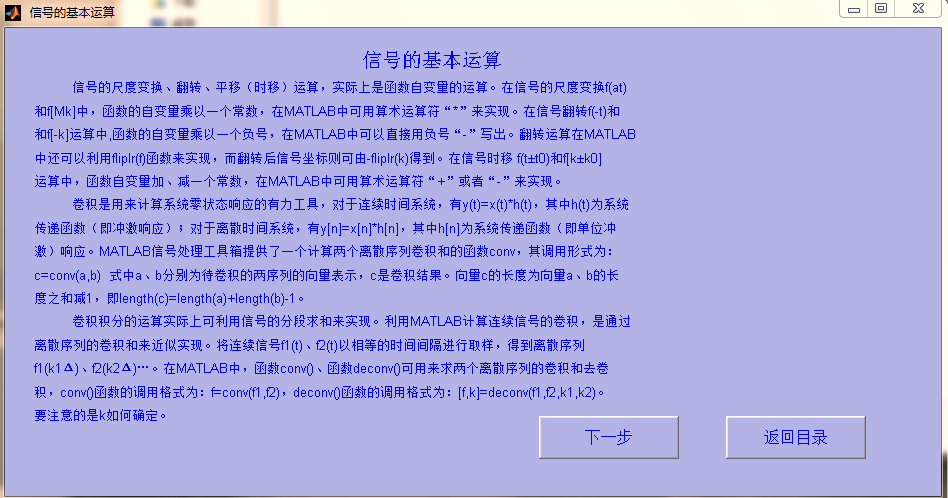 信号的基本运算
信号的基本运算
信号的尺度变换、翻转、平移（时移）运算，实际上是函数自变量的运算。在信号的尺度变换f(at)
和f[Mk]中，函数的自变量乘以一个常数，在MATLAB中可用算术运算符“*”来实现。在信号翻转f(-t)和
和f[-k]运算中,函数的自变量乘以一个负号，在MATLAB中可以直接用负号“-”写出。翻转运算在MATLAB
中还可以利用fliplr(f)函数来实现，而翻转后信号坐标则可由-fliplr(k)得到。在信号时移 f(t±t0)和f[k±k0]
运算中，函数自变量加、减一个常数，在MATLAB中可用算术运算符“+”或者“-”来实现。
卷积是用来计算系统零状态响应的有力工具，对于连续时间系统，有y(t)=x(t)*h(t)，其中h(t)为系统
传递函数（即冲激响应）；对于离散时间系统，有y[n]=x[n]*h[n]，其中h[n]为系统传递函数（即单位冲
激）响应。MATLAB信号处理工具箱提供了一个计算两个离散序列卷积和的函数conv，其调用形式为：
c=conv(a,b) 式中a、b分别为待卷积的两序列的向量表示，c是卷积结果。向量c的长度为向量a、b的长
度之和减1，即length(c)=length(a)+length(b)-1。
卷积积分的运算实际上可利用信号的分段求和来实现。利用MATLAB计算连续信号的卷积，是通过
离散序列的卷积和来近似实现。将连续信号f1(t)、f2(t)以相等的时间间隔进行取样，得到离散序列
f1(k1Δ)、f2(k2Δ)…。在MATLAB中，函数conv()、函数deconv()可用来求两个离散序列的卷积和去卷
积，conv()函数的调用格式为：f=conv(f1,f2)，deconv()函数的调用格式为：[f,k]=deconv(f1,f2,k1,k2)。
要注意的是k如何确定。
下一步
返回目录